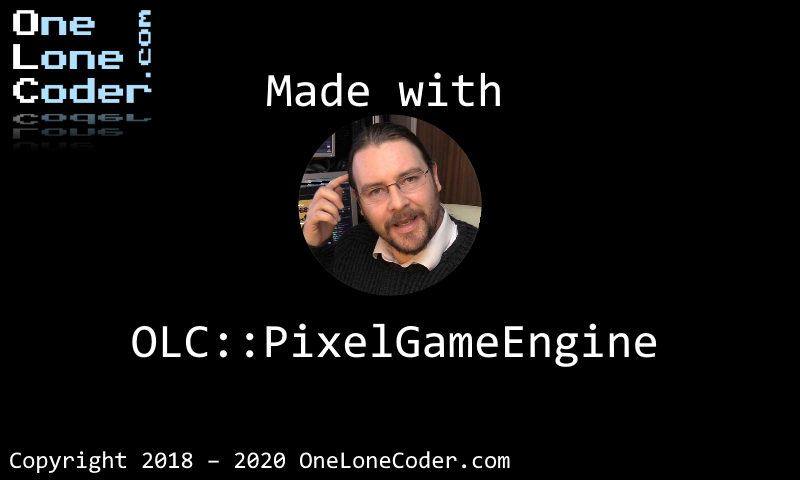 One
Lone
Coder.com
Made with
OLC::PixelGameEngine
Copyright 2018 – 2020 OneLoneCoder.com